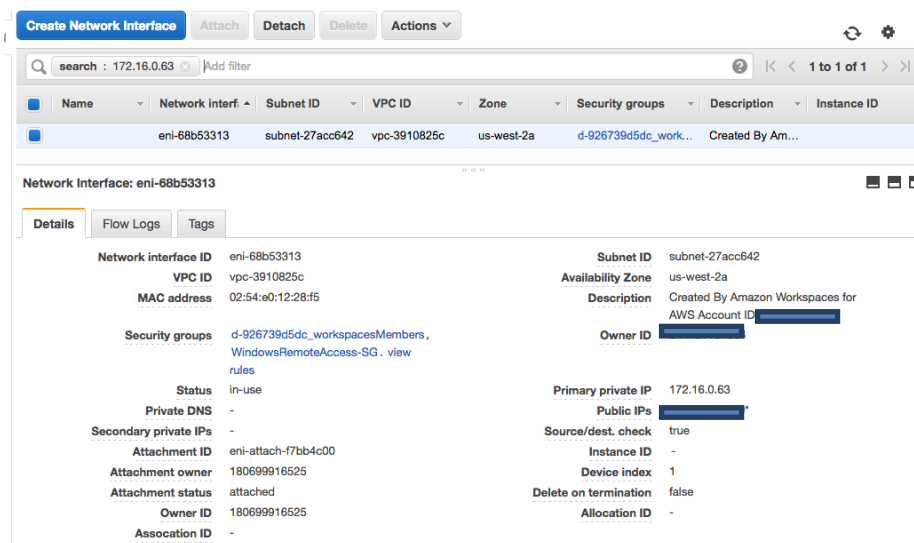 Create Network Interface Attach Detach Delete Actions
search : 172.16.0.63 Add filter 1 to 1 of 1
Name Network interf Subnet ID VPC ID Zone Security groups Description Instance ID
eni-68b53313 subnet-27acc642 vpc-3910825c us-west-2a d-926739d5dc_work... Created By Am...
Network Interface: eni-68b53313
Details Flow Logs Tags
Network interface ID eni-68b53313 Subnet ID subnet-27acc642
VPC ID vpc-3910825c Availability Zone us-west-2a
MAC address 02:54:e0:12:28:f5 Description Created By Amazon Workspaces for
AWS Account ID
Security groups d-926739d5dc_workspacesMembers, Owner ID
WindowsRemoteAccess-SG. view
rules
Status in-use Primary private IP 172.16.0.63
Private DNS - Public IPs *
Secondary private IPs - Source/dest. check true
Attachment ID eni-attach-f7bb4c00 Instance ID -
Attachment owner 180699916525 Device index 1
Attachment status attached Delete on termination false
Owner ID 180699916525 Allocation ID -
Assocation ID -